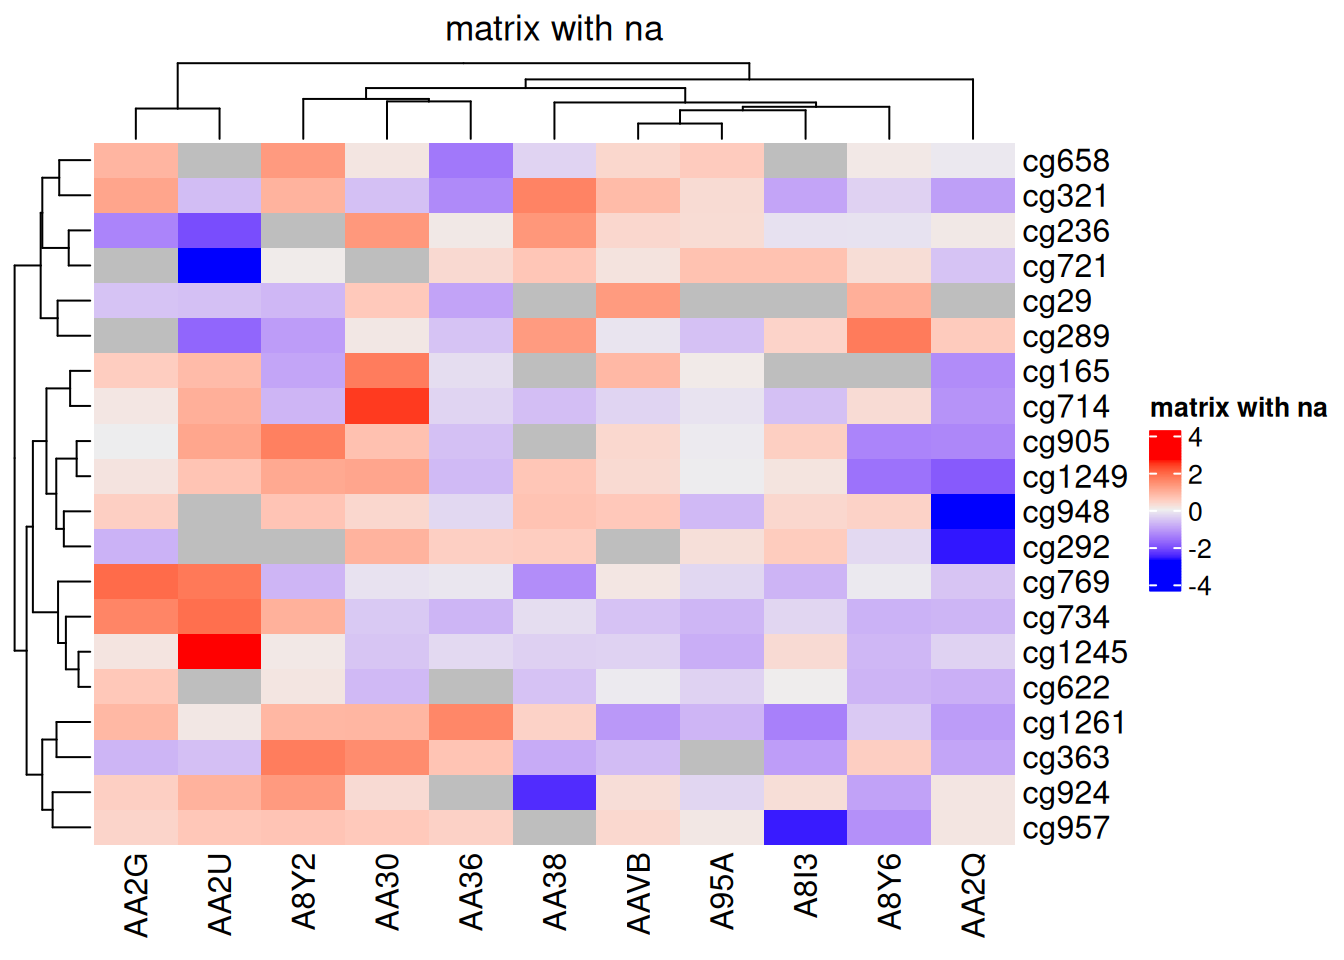 matrix with na
cg658
cg321
cg236
cg721
cg29
cg289
cg165
cg714
cg905
cg1249
cg948
cg292
cg769
cg734
cg1245
cg622
cg1261
cg363
cg924
cg957
AA2G
AA2U
A8Y2
AA30
AA36
AA38
AAVB
A95A
A8I3
A8Y6
AA2Q
matrix with na
4
2
0
-2
-4